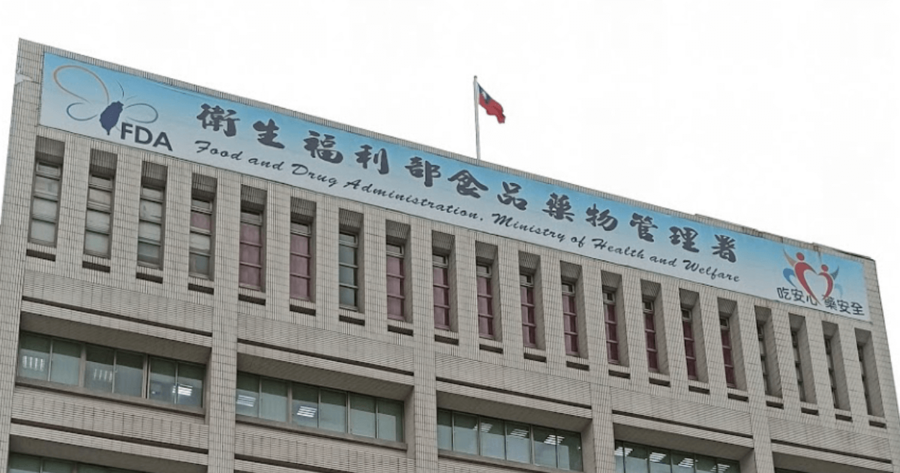 FDA
衛生福利部食品藥物管理署
Food and Drug Administration, Ministry of Health and Welfare
吃安心 藥安全